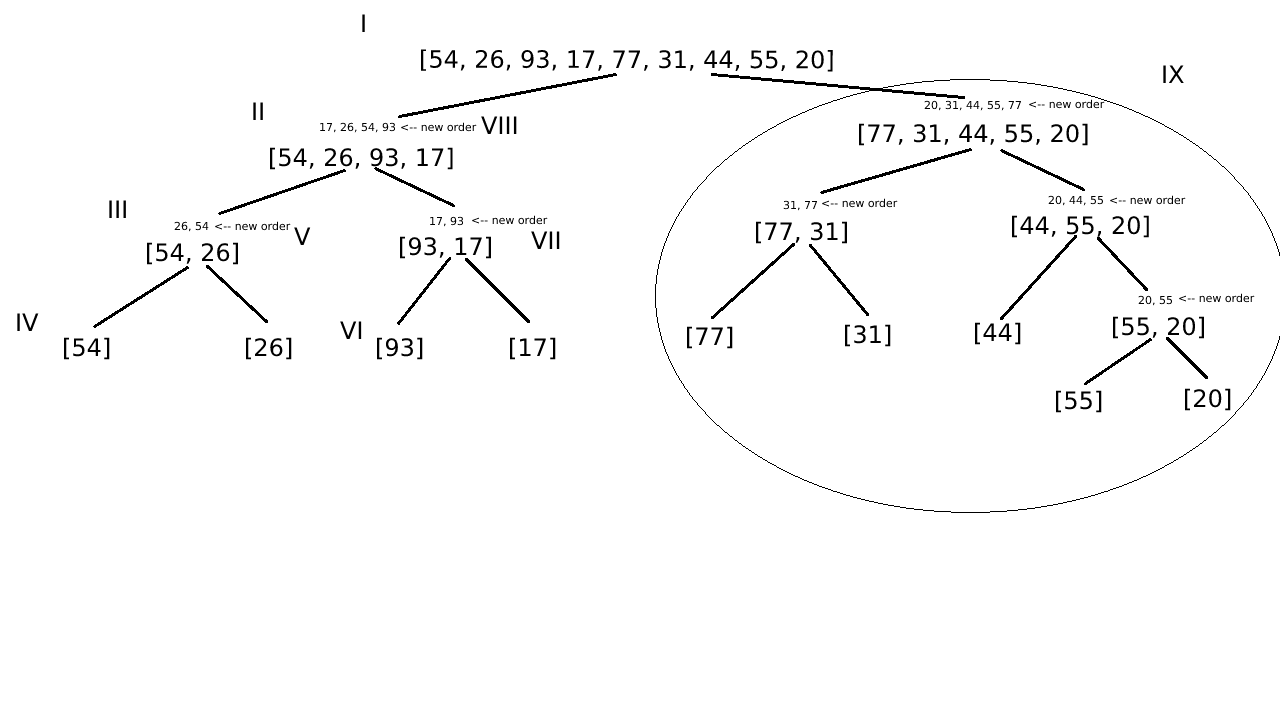 I
[54, 26, 93, 17, 77, 31, 44, 55, 20]
IX
II
17, 26, 54, 93 <-- new order VIII
[54, 26, 93, 17]
20, 31, 44, 55, 77 <-- new order
[77, 31, 44, 55, 20]
III
26, 54 <-- new order V
[54, 26]
17, 93 <-- new order
[93, 17] VII
31, 77 <-- new order
[77, 31]
20, 44, 55 <-- new order
[44, 55, 20]
IV
[54]
[26]
VI
[93]
[17]
[77]
[31]
[44]
20, 55 <-- new order
[55, 20]
[55]
[20]